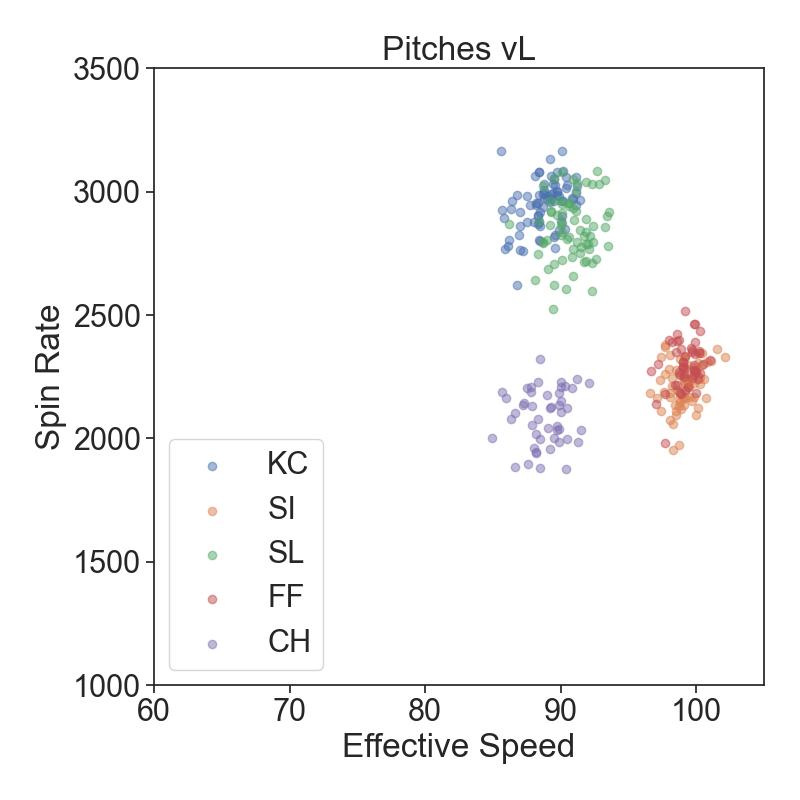 Pitches vL
3500
3000
2500
2000
1500
1000
Spin Rate
KC
SI
SL
FF
CH
60 70 80 90 100
Effective Speed